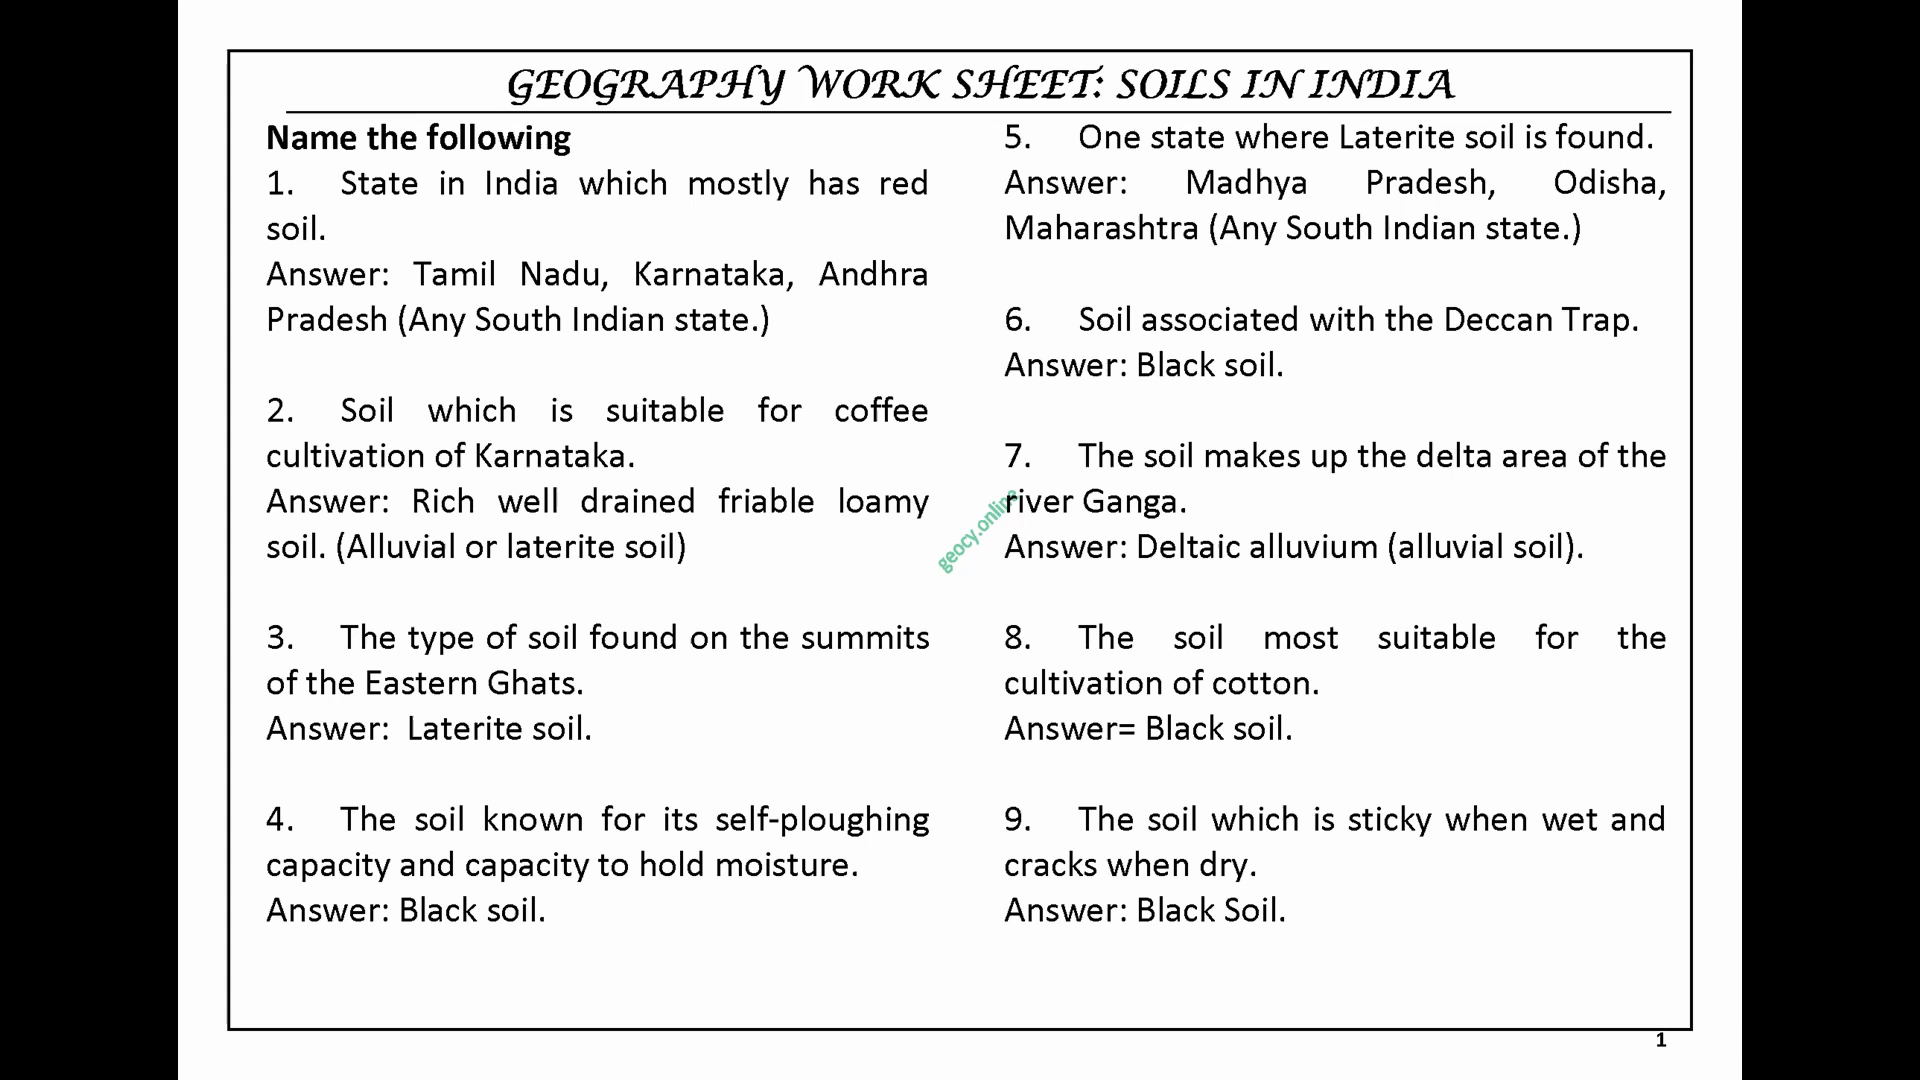 GEOGRAPHY WORK SHEET: SOILS IN INDIA
Name the following
1. State in India which mostly has red
soil.
Answer: Tamil Nadu, Karnataka, Andhra
Pradesh (Any South Indian state.)
2. Soil which is suitable for coffee
cultivation of Karnataka.
Answer: Rich well drained friable loamy
soil. (Alluvial or laterite soil)
3. The type of soil found on the summits
of the Eastern Ghats.
Answer: Laterite soil.
4. The soil known for its self-ploughing
capacity and capacity to hold moisture.
Answer: Black soil.
5. One state where Laterite soil is found.
Answer: Madhya Pradesh, Odisha,
Maharashtra (Any South Indian state.)
6. Soil associated with the Deccan Trap.
Answer: Black soil.
7. The soil makes up the delta area of the
river Ganga.
Answer: Deltaic alluvium (alluvial soil).
8. The soil most suitable for the
cultivation of cotton.
Answer= Black soil.
9. The soil which is sticky when wet and
cracks when dry.
Answer: Black Soil.
geocy.online
1